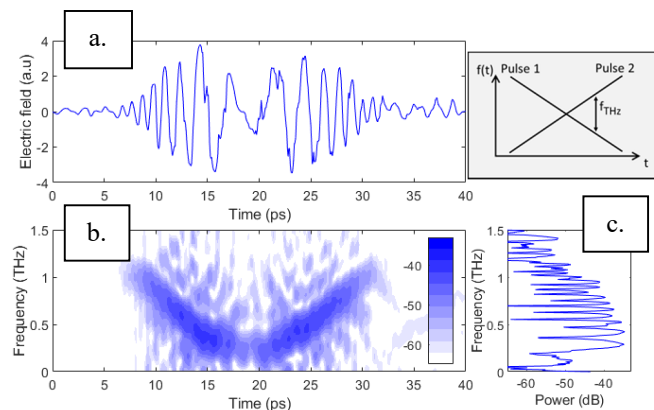 a.
4
2
0
-2
-4
Electric field (a.u)
0 5 10 15 20 25 30 35 40
Time (ps)
f(t)
Pulse 1
Pulse 2
fTHz
t
b.
1.5
1
0.5
0
Frequency (THz)
-40
-50
-60
0 5 10 15 20 25 30 35 40
Time (ps)
c.
1.5
1
0.5
0
Frequency (THz)
-60 -50 -40
Power (dB)